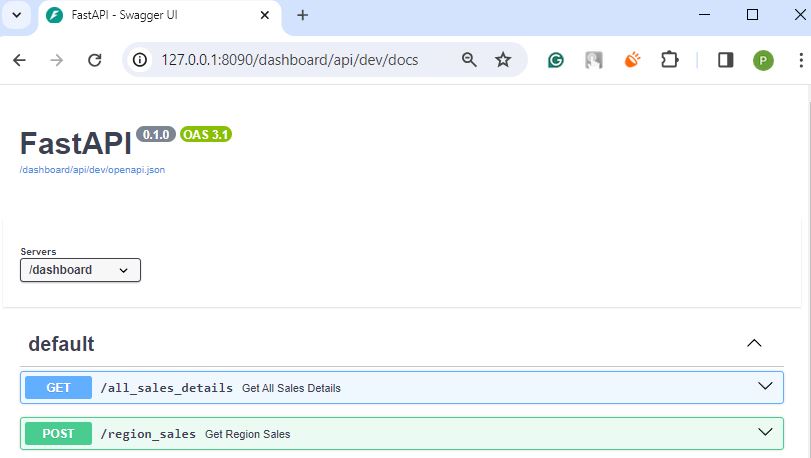 FastAPI - Swagger UI
127.0.0.1:8090/dashboard/api/dev/docs
P
FastAPI 0.1.0 OAS 3.1
/dashboard/api/dev/openapi.json
Servers
/dashboard
default
GET /all_sales_details Get All Sales Details
POST /region_sales Get Region Sales